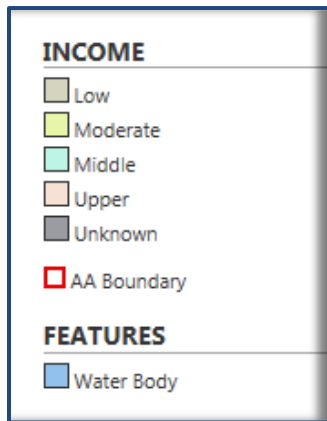 INCOME
Low
Moderate
Middle
Upper
Unknown
AA Boundary
FEATURES
Water Body